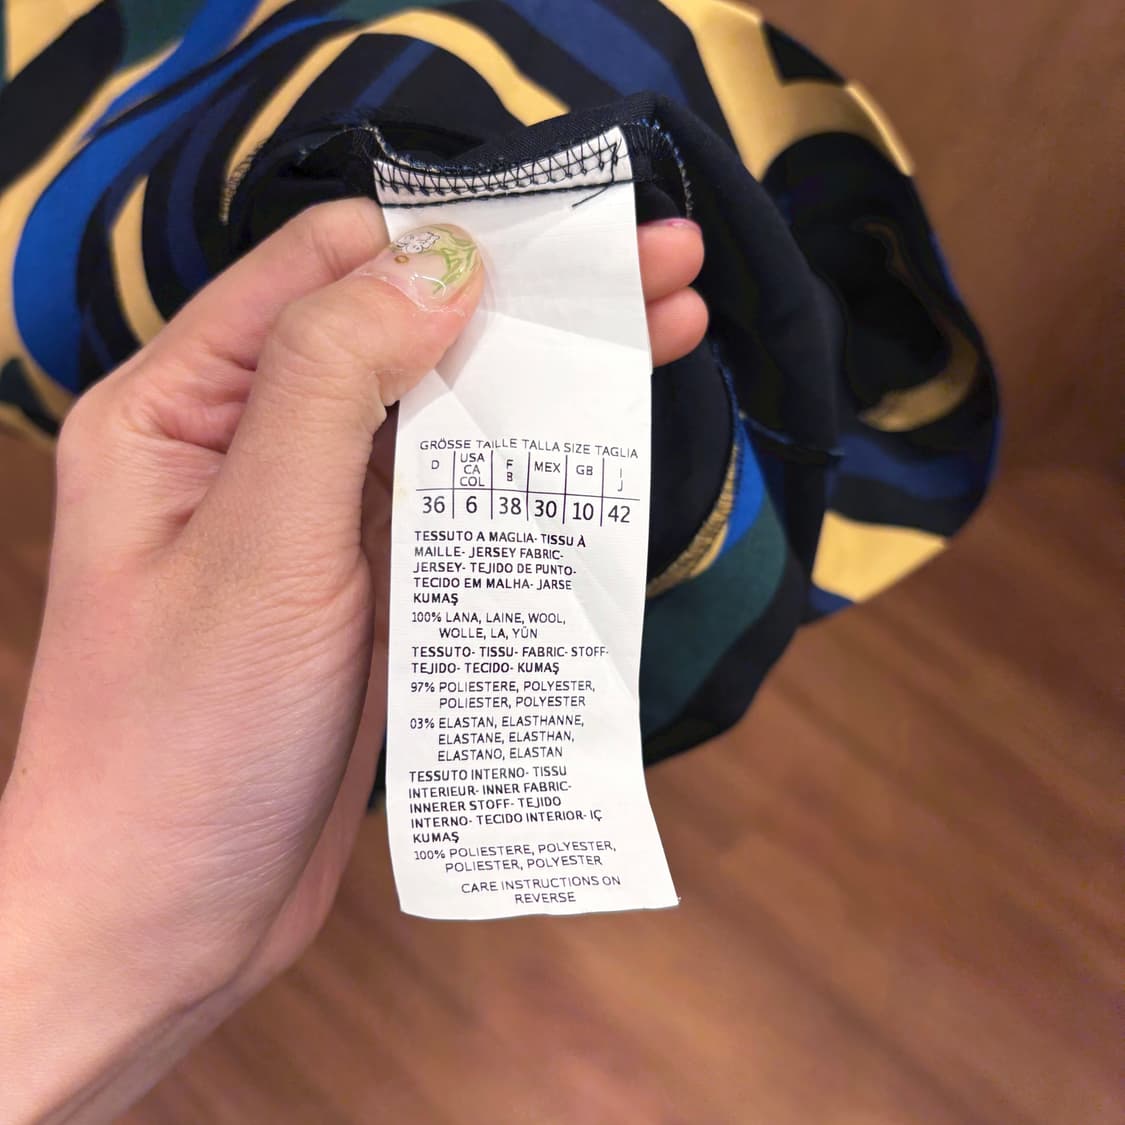 GRÖSSE TAILLE TALLA SIZE TAGLIA
D USA CA COL F B MEX GB I J
36 6 38 30 10 42
TESSUTO A MAGLIA- TISSU À
MAILLE- JERSEY FABRIC-
JERSEY- TEJIDO DE PUNTO-
TECIDO EM MALHA- JARSE
KUMAŞ
100% LANA, LAINE, WOOL,
WOLLE, LA, YÜN
TESSUTO- TISSU- FABRIC- STOFF-
TEJIDO- TECIDO- KUMAŞ
97% POLIESTERE, POLYESTER,
POLIESTER, POLYESTER
03% ELASTAN, ELASTHANNE,
ELASTANE, ELASTHAN,
ELASTANO, ELASTAN
TESSUTO INTERNO- TISSU
INTERIEUR- INNER FABRIC-
INNERER STOFF- TEJIDO
INTERNO- TECIDO INTERIOR- IÇ
KUMAŞ
100% POLIESTERE, POLYESTER,
POLIESTER, POLYESTER
CARE INSTRUCTIONS ON
REVERSE